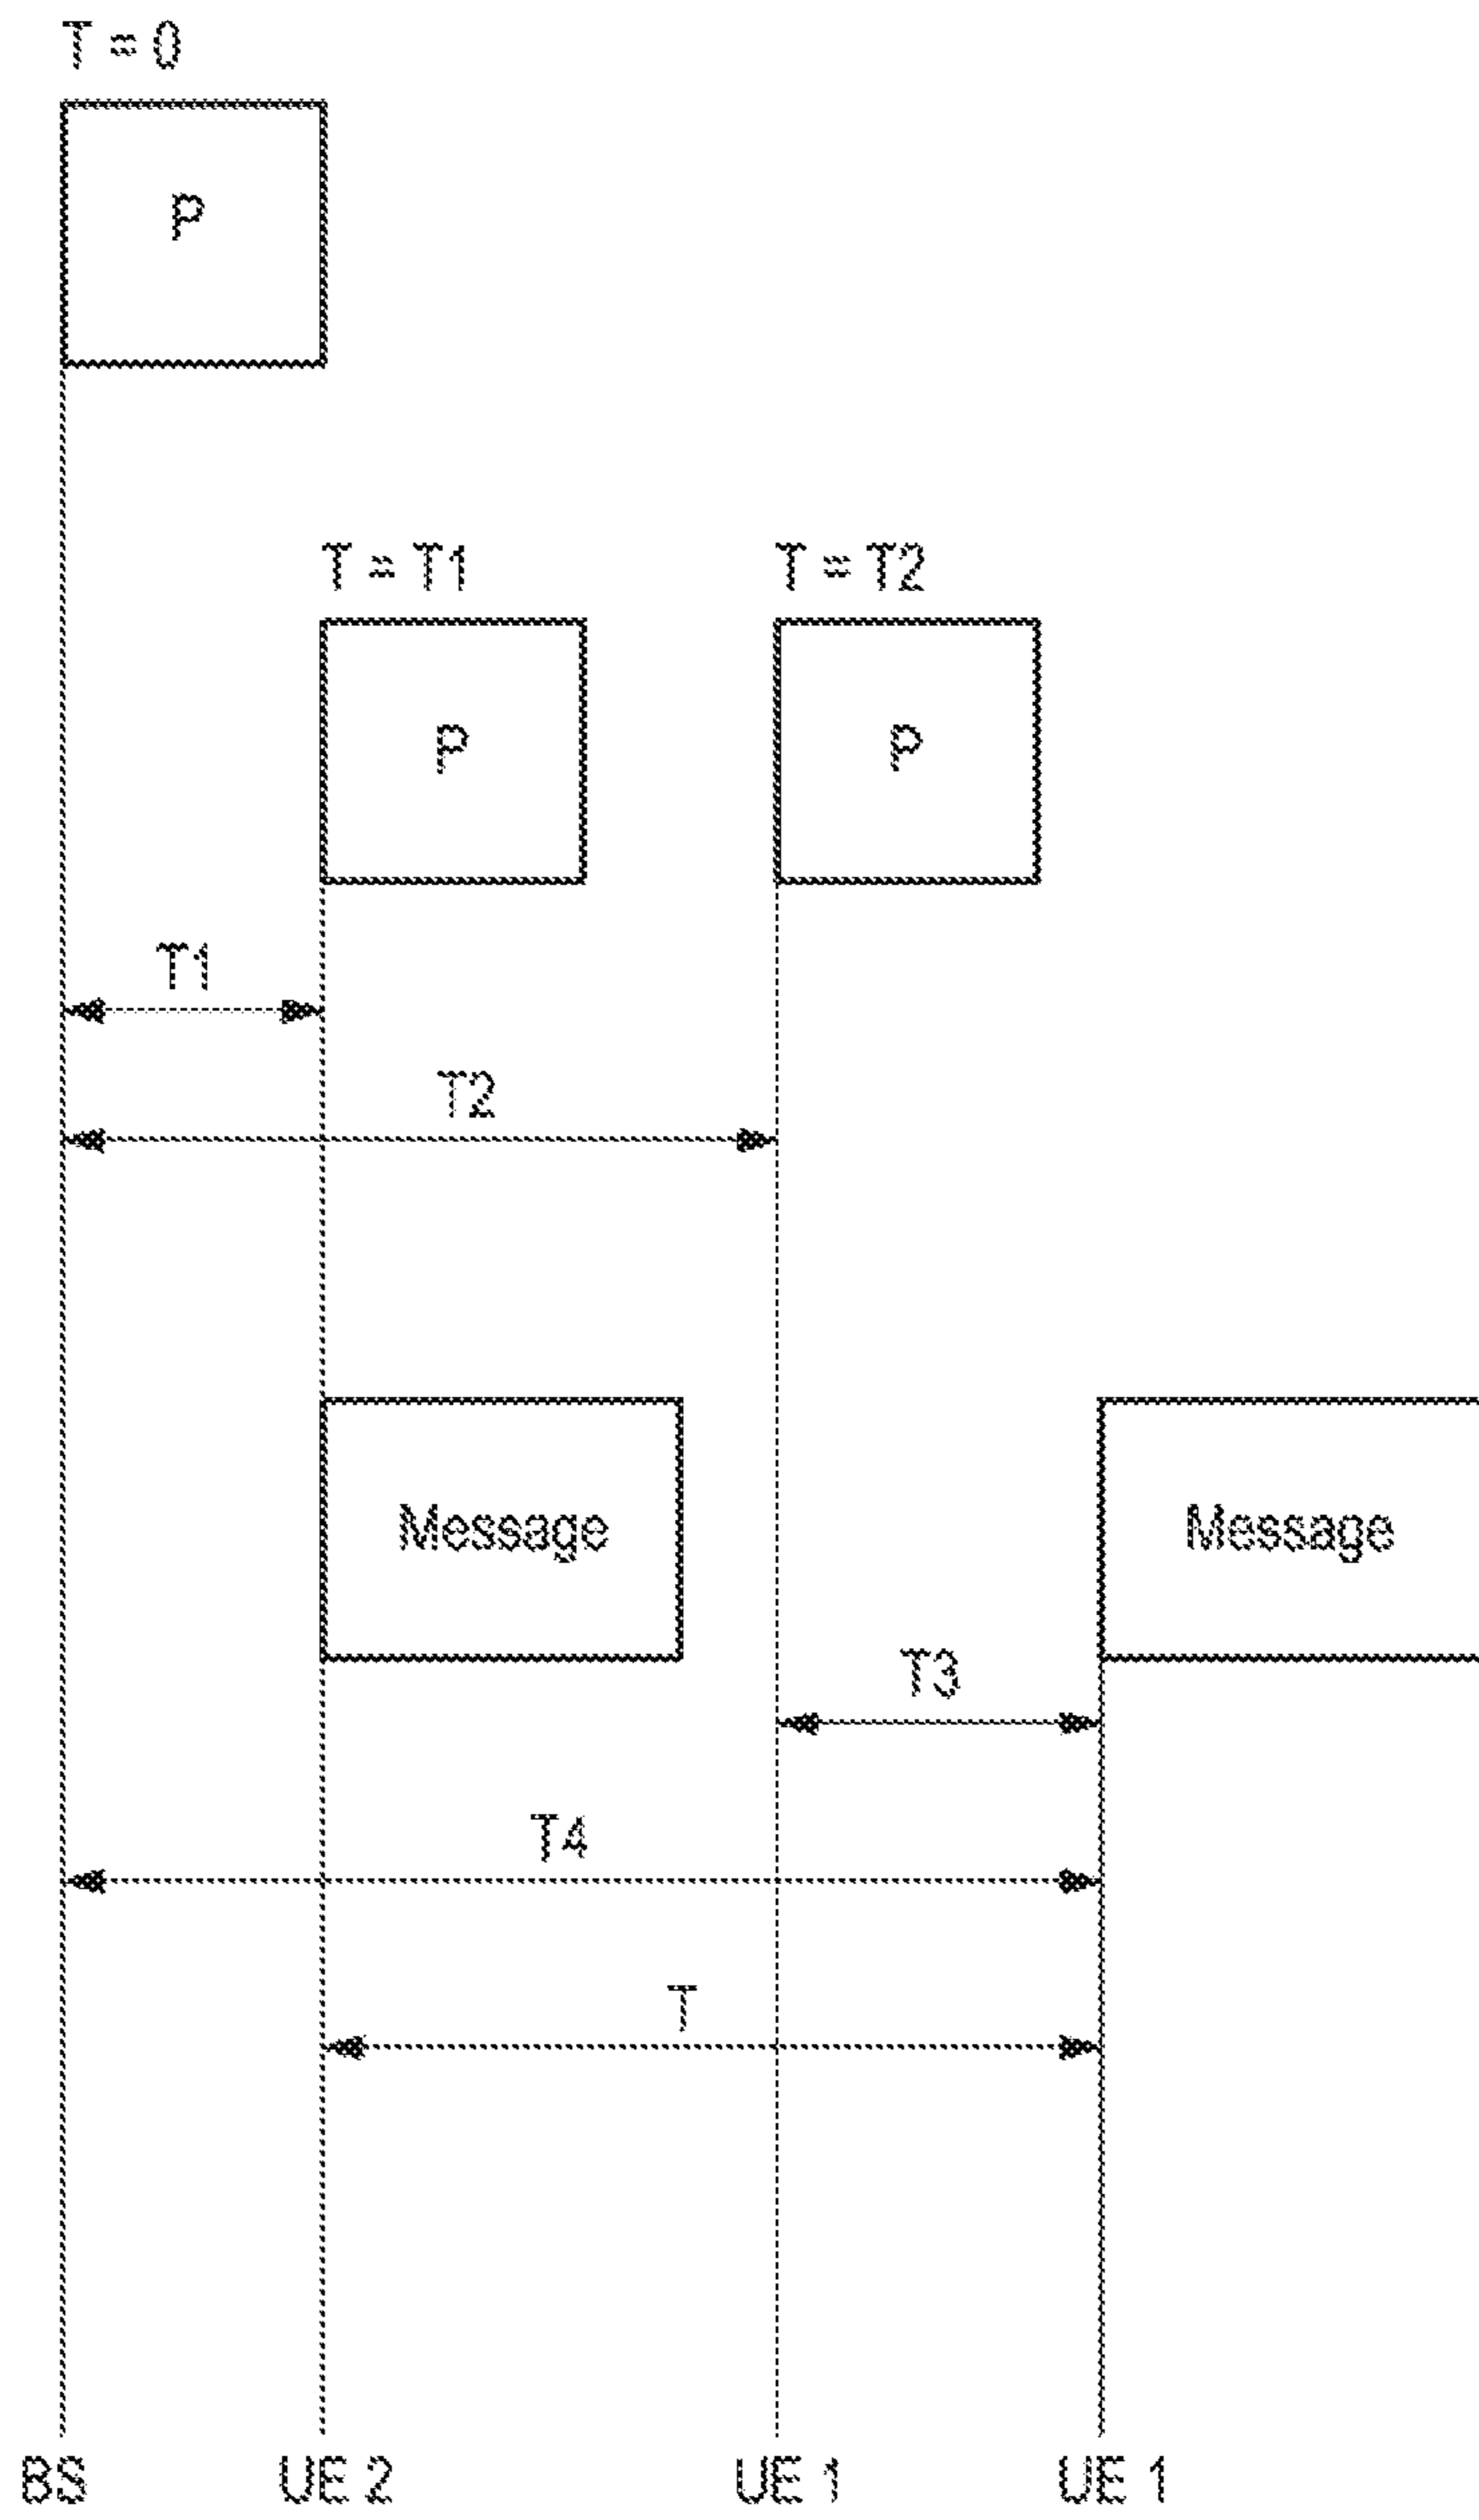 T = 0
P
T = T1
T = T2
P
P
T1
T2
Message
Message
T3
T4
T
BS
UE 2
UE 1
UE 1